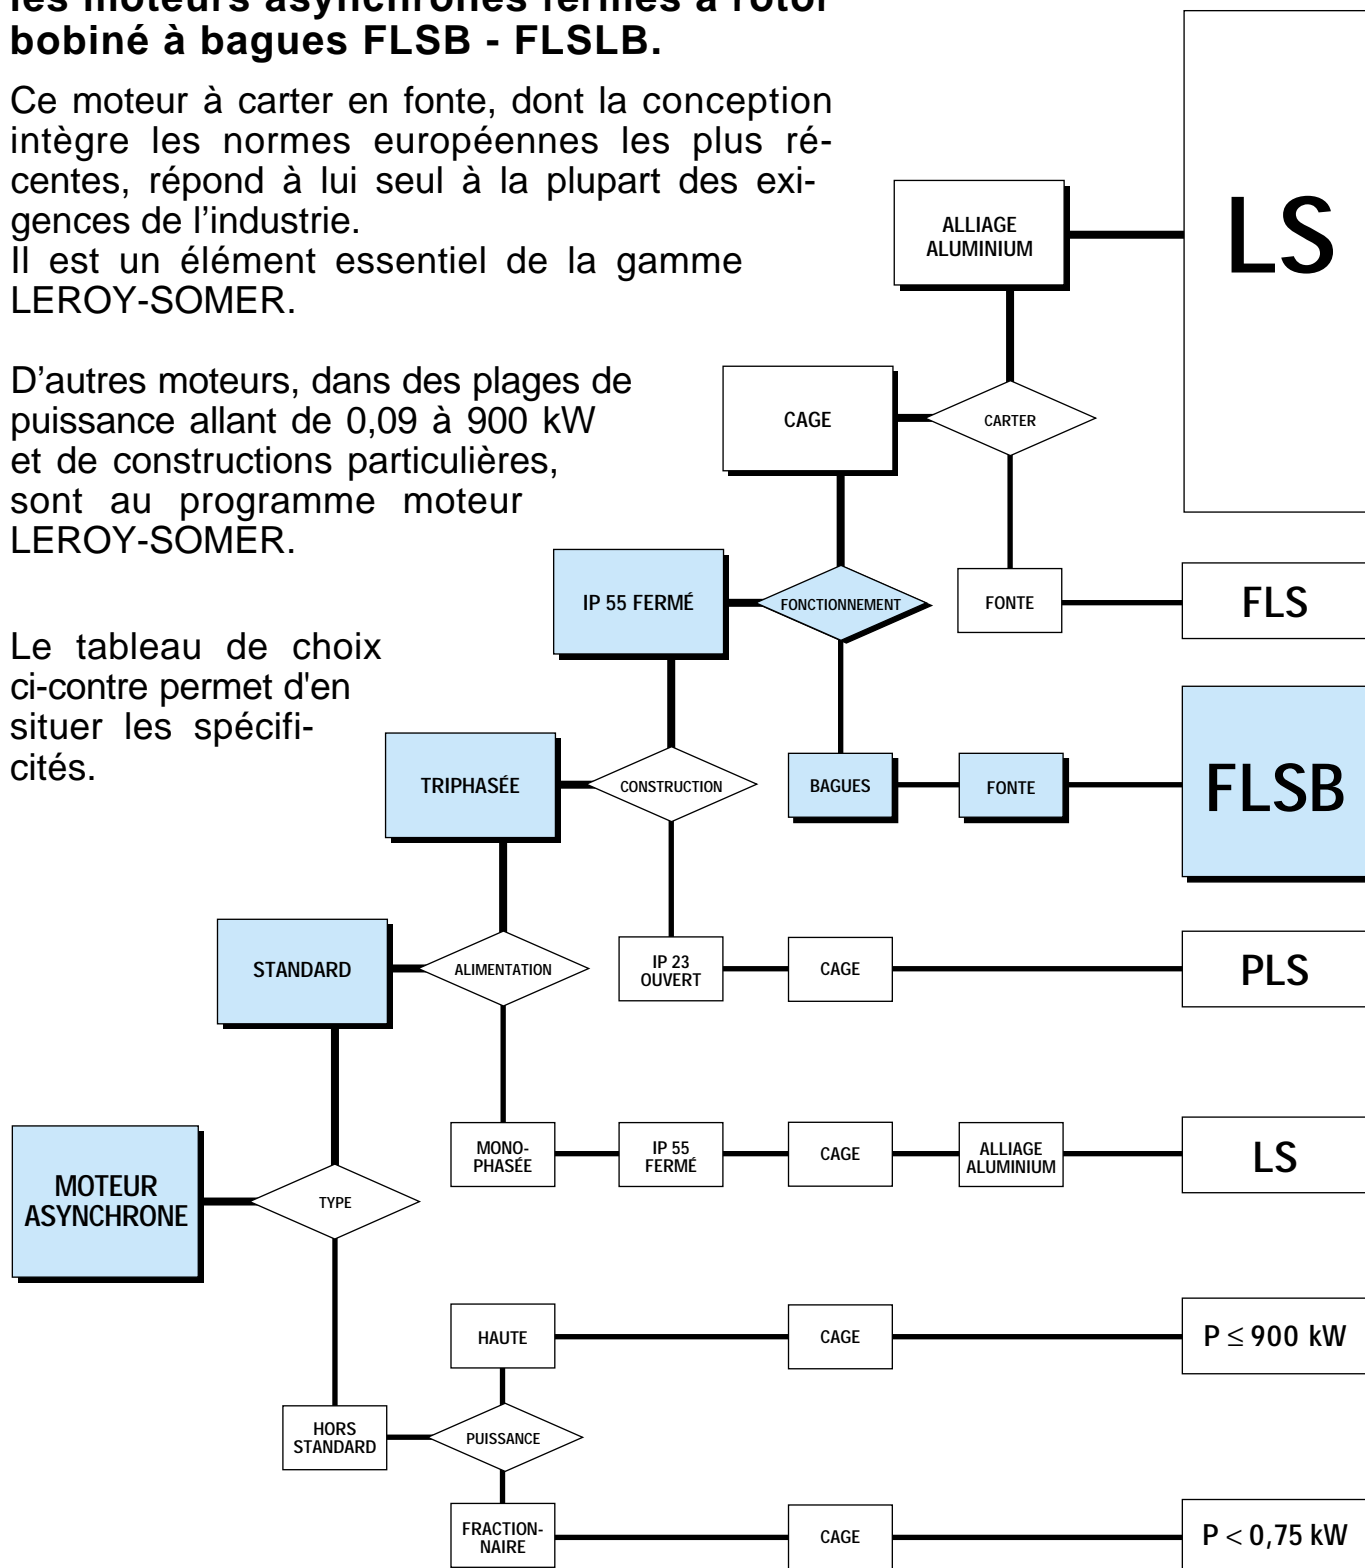 les moteurs asynchrones fermés à rotor
bobiné à bagues FLSB - FLSLB.
Ce moteur à carter en fonte, dont la conception
intègre les normes européennes les plus ré-
centes, répond à lui seul à la plupart des exi-
gences de l’industrie.
Il est un élément essentiel de la gamme
LEROY-SOMER.
D’autres moteurs, dans des plages de
puissance allant de 0,09 à 900 kW
et de constructions particulières,
sont au programme moteur
LEROY-SOMER.
Le tableau de choix
ci-contre permet d'en
situer les spécifi-
cités.
ALLIAGE
ALUMINIUM
LS
CAGE
CARTER
IP 55 FERMÉ
FONCTIONNEMENT
FONTE
FLS
TRIPHASÉE
CONSTRUCTION
BAGUES
FONTE
FLSB
STANDARD
ALIMENTATION
IP 23
OUVERT
CAGE
PLS
MOTEUR
ASYNCHRONE
TYPE
MONO-
PHASÉE
IP 55
FERMÉ
CAGE
ALLIAGE
ALUMINIUM
LS
HAUTE
CAGE
P ≤ 900 kW
HORS
STANDARD
PUISSANCE
FRACTION-
NAIRE
CAGE
P < 0,75 kW